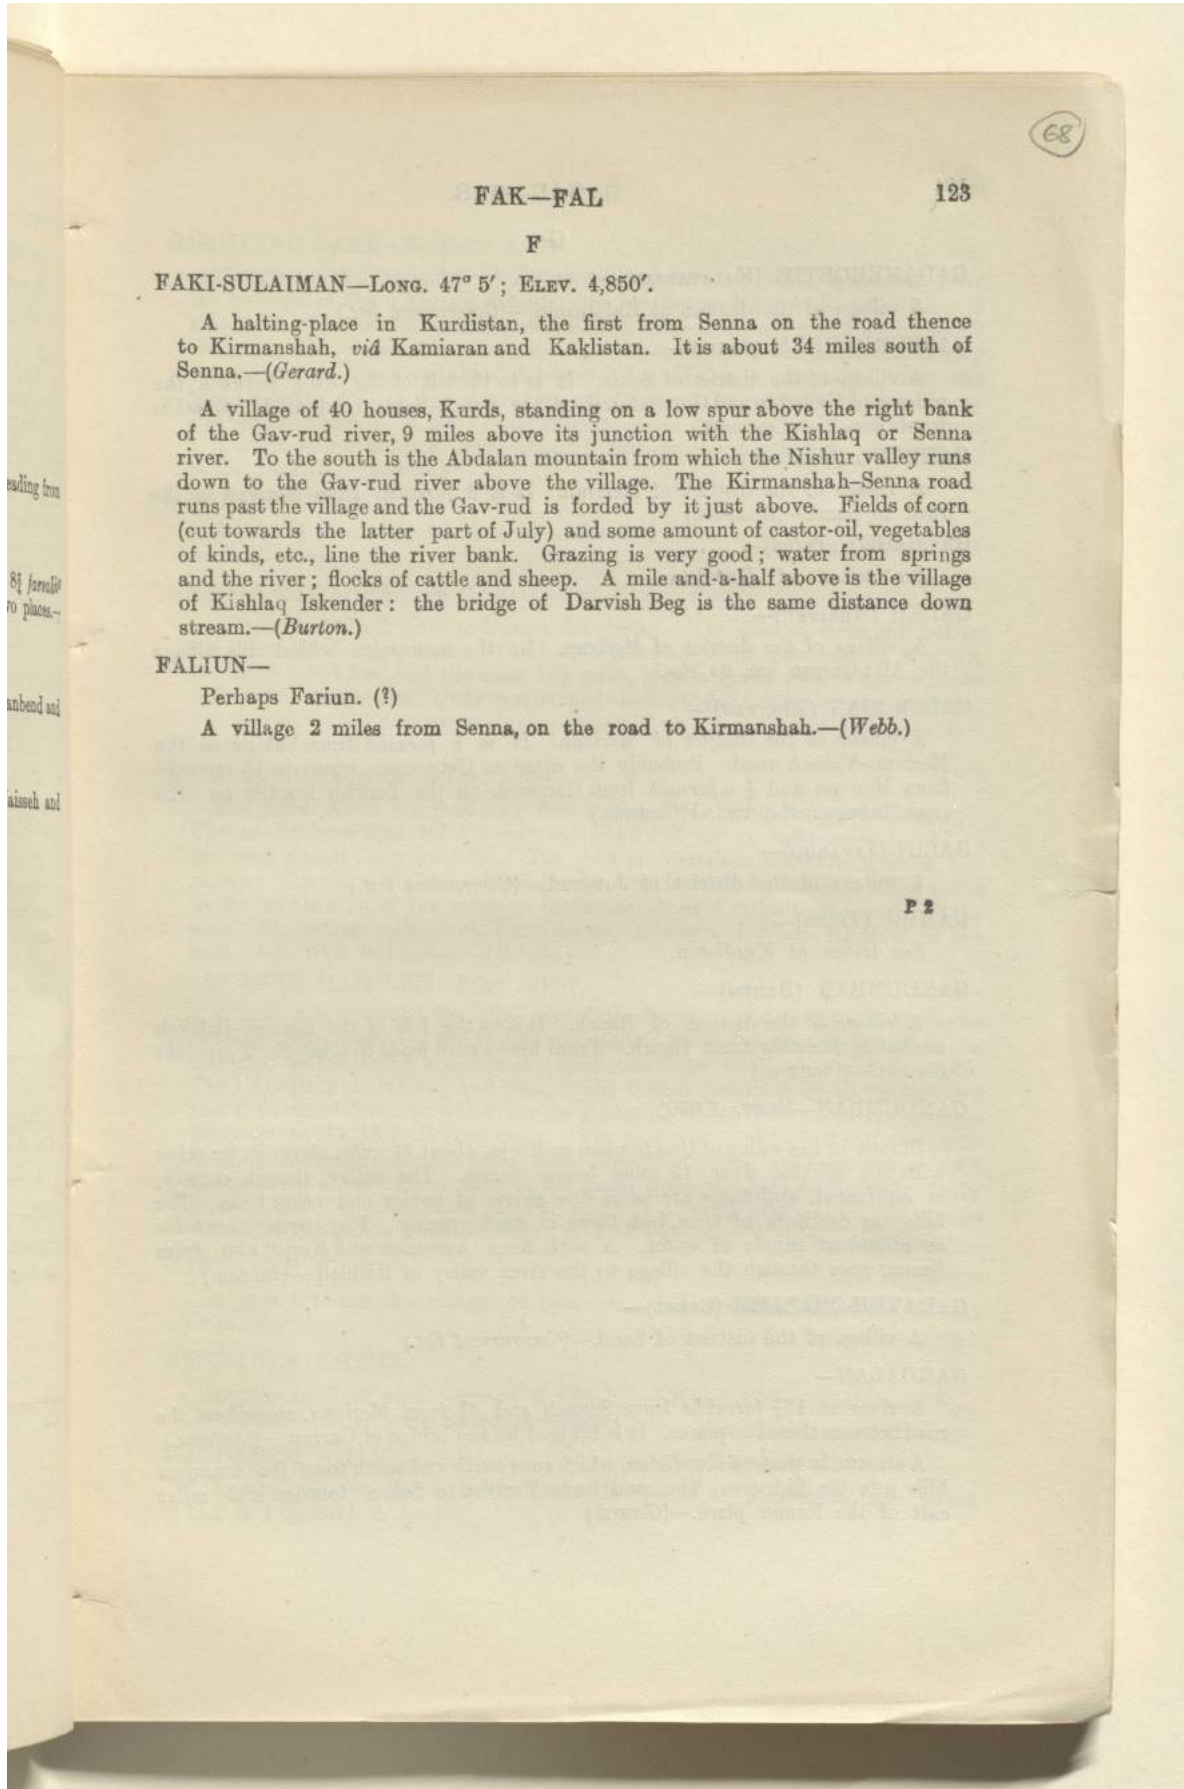 68
FAK—FAL 123
F
FAKI-SULAIMAN—LONG. 47° 5′; ELEV. 4,850′.
A halting-place in Kurdistan, the first from Senna on the road thence
to Kirmanshah, viâ Kamiaran and Kaklistan. It is about 34 miles south of
Senna.—(Gerard.)
A village of 40 houses, Kurds, standing on a low spur above the right bank
of the Gav-rud river, 9 miles above its junction with the Kishlaq or Senna
river. To the south is the Abdalan mountain from which the Nishur valley runs
down to the Gav-rud river above the village. The Kirmanshah–Senna road
runs past the village and the Gav-rud is forded by it just above. Fields of corn
(cut towards the latter part of July) and some amount of castor-oil, vegetables
of kinds, etc., line the river bank. Grazing is very good; water from springs
and the river; flocks of cattle and sheep. A mile and-a-half above is the village
of Kishlaq Iskender: the bridge of Darvish Beg is the same distance down
stream.—(Burton.)
FALIUN—
Perhaps Fariun. (?)
A village 2 miles from Senna, on the road to Kirmanshah.—(Webb.)
P 2
eading from
ro places.—
anbend and
aisseh and